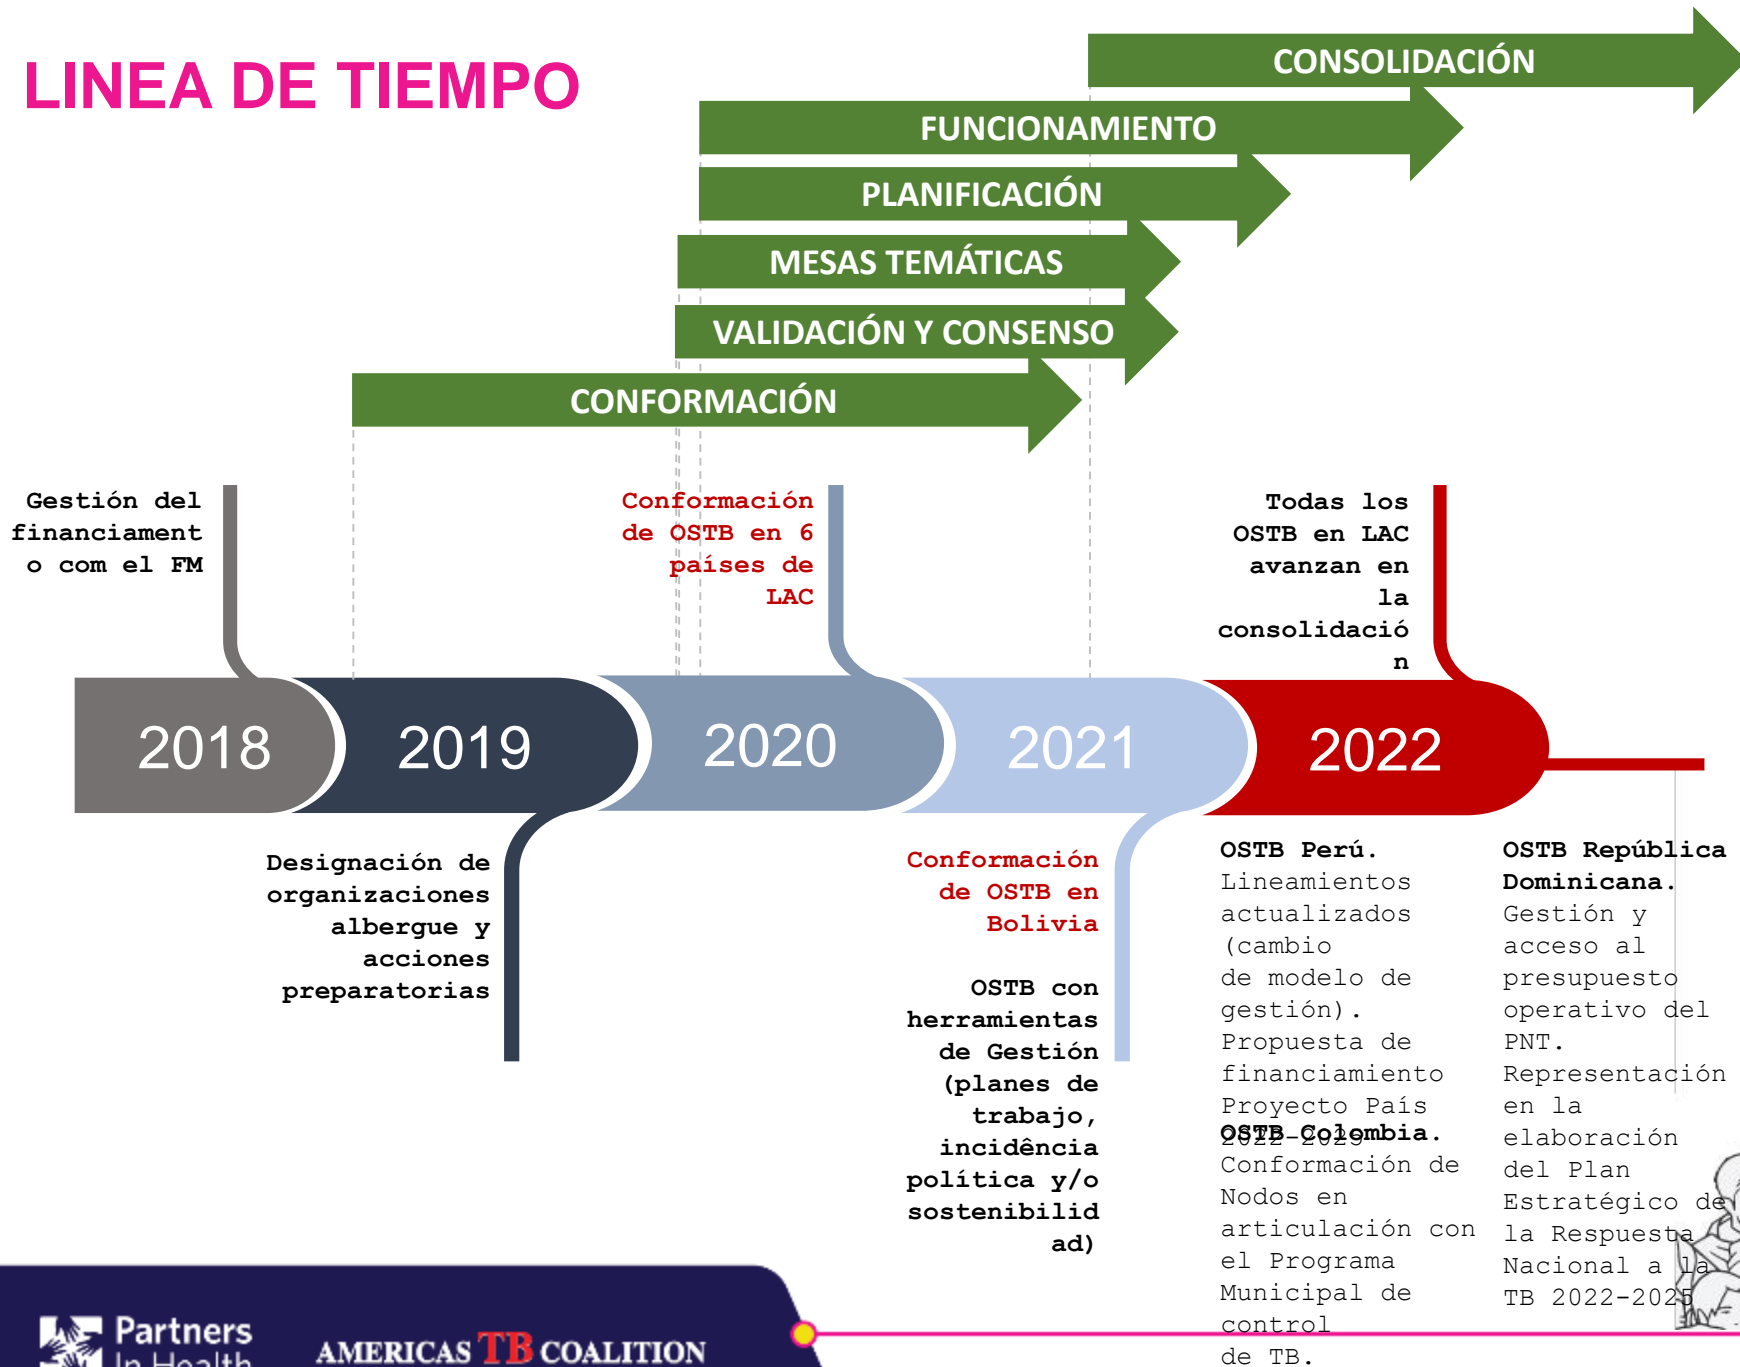 LINEA DE TIEMPO
CONSOLIDACIÓN
FUNCIONAMIENTO
PLANIFICACIÓN
MESAS TEMÁTICAS
VALIDACIÓN Y CONSENSO
CONFORMACIÓN
Gestión del
financiament
o com el FM
Conformación
de OSTB en 6
países de
LAC
Todas los
OSTB en LAC
avanzan en
la
consolidació
n
2018
2019
2020
2021
2022
Designación de
organizaciones
albergue y
acciones
preparatorias
Conformación
de OSTB en
Bolivia
OSTB con
herramientas
de Gestión
(planes de
trabajo,
incidência
política y/o
sostenibilid
ad)
OSTB Perú.
Lineamientos
actualizados
(cambio
de modelo de
gestión).
Propuesta de
financiamiento
Proyecto País
2022-2025
OSTB Colombia.
Conformación de
Nodos en
articulación con
el Programa
Municipal de
control
de TB.
OSTB República
Dominicana.
Gestión y
acceso al
presupuesto
operativo del
PNT.
Representación
en la
elaboración
del Plan
Estratégico de
la Respuesta
Nacional a la
TB 2022-2025
Partners
In Health
AMERICAS TB COALITION